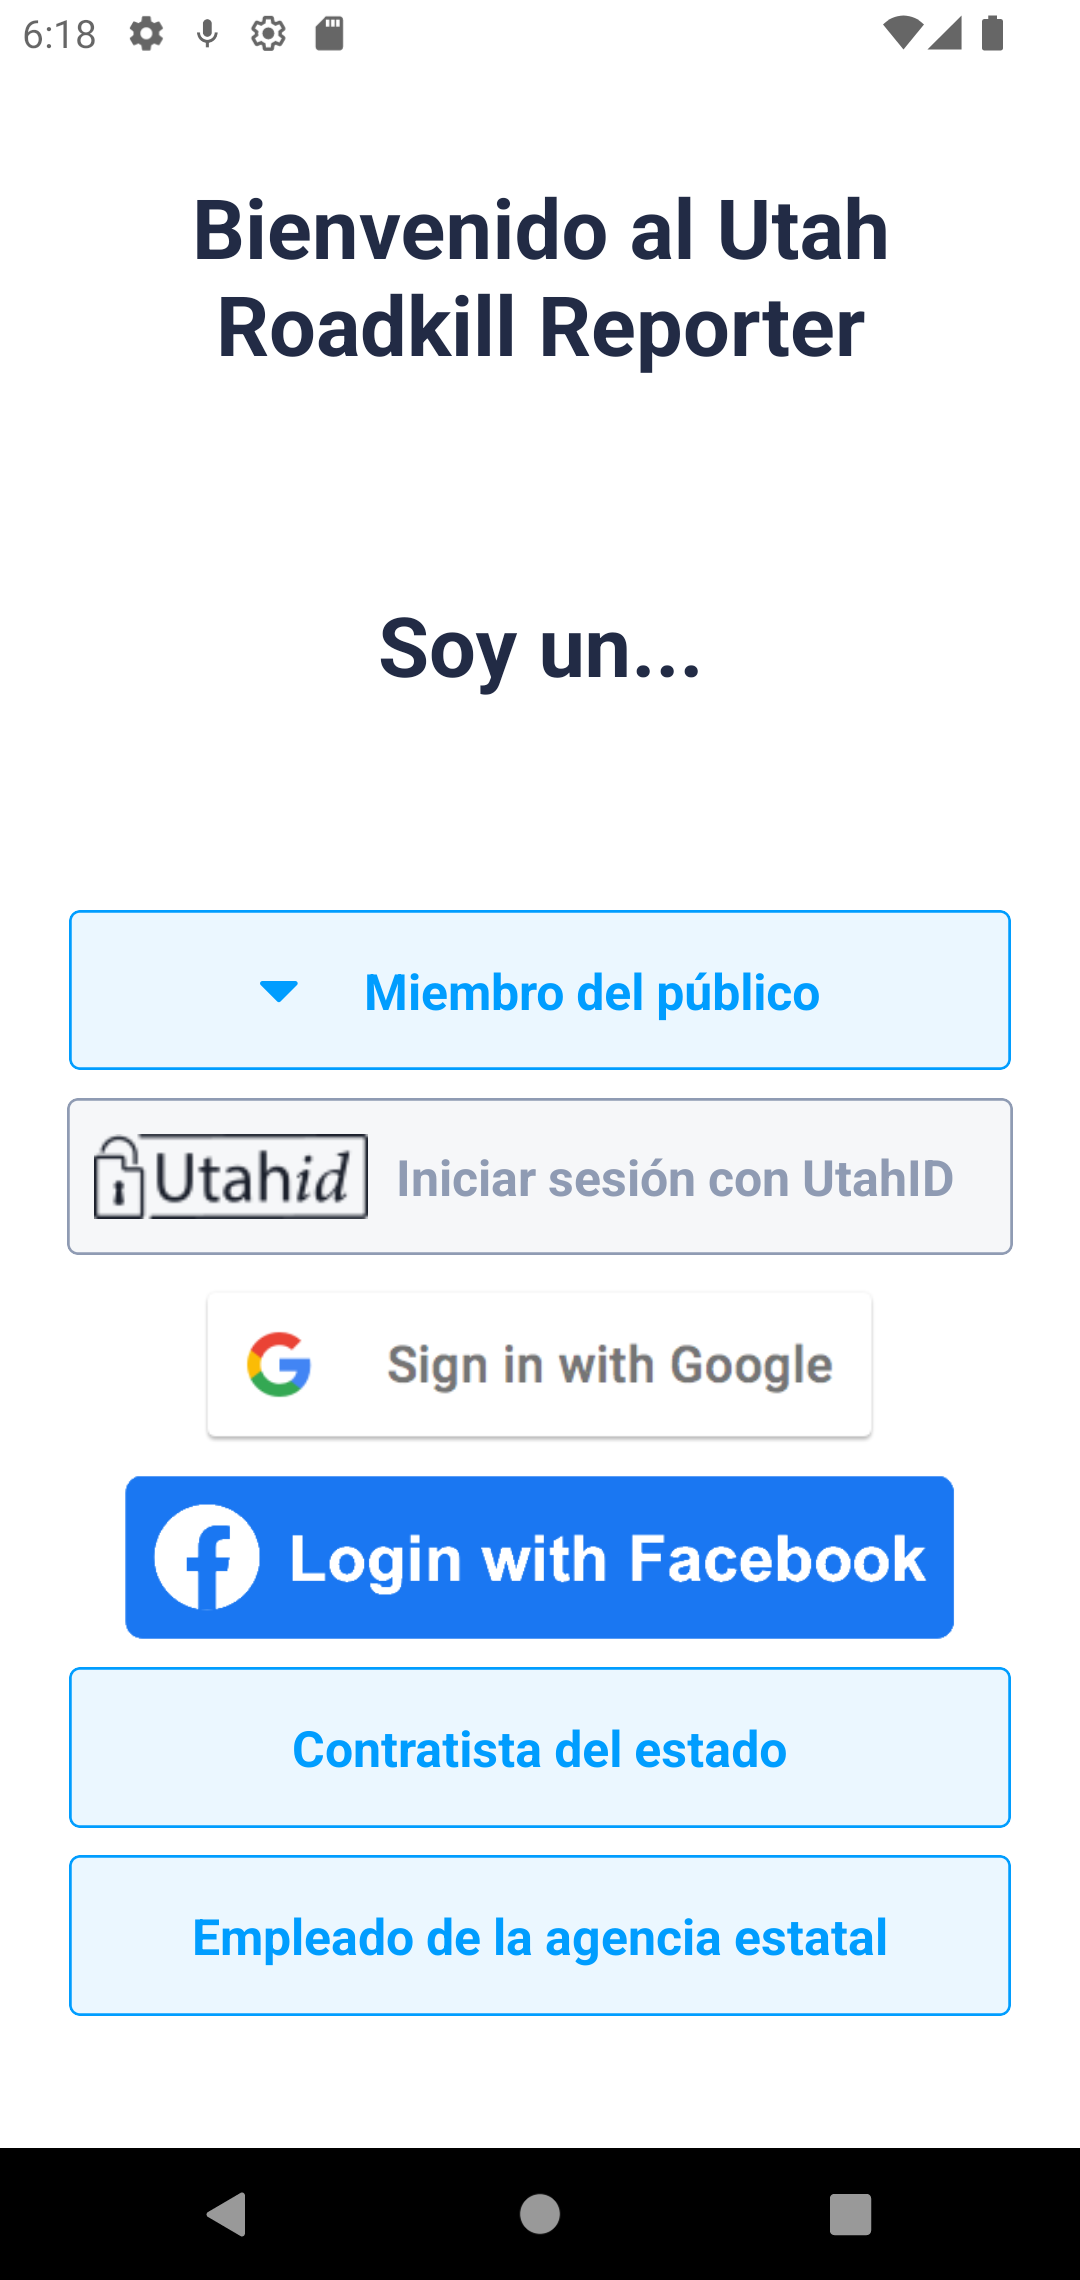 6:18
Bienvenido al Utah
Roadkill Reporter
Soy un...
Miembro del público
Utahid Iniciar sesión con UtahID
Sign in with Google
Login with Facebook
Contratista del estado
Empleado de la agencia estatal